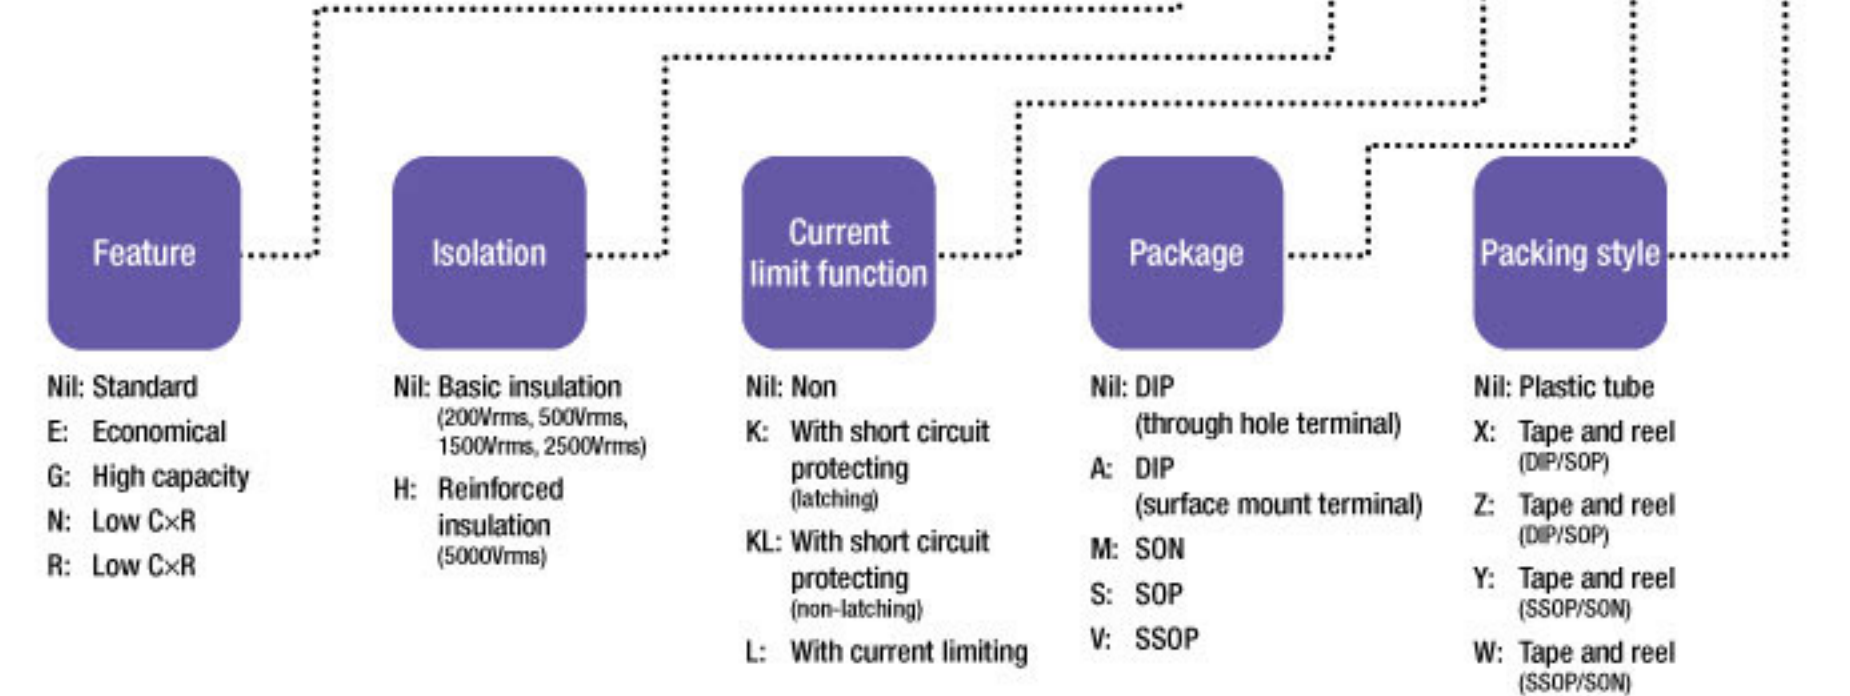 Feature
Nil: Standard
E: Economical
G: High capacity
N: Low C×R
R: Low C×R
Isolation
Nil: Basic insulation
(200Vrms, 500Vrms,
1500Vrms, 2500Vrms)
H: Reinforced
insulation
(5000Vrms)
Current
limit function
Nil: Non
K: With short circuit
protecting
(latching)
KL: With short circuit
protecting
(non-latching)
L: With current limiting
Package
Nil: DIP
(through hole terminal)
A: DIP
(surface mount terminal)
M: SON
S: SOP
V: SSOP
Packing style
Nil: Plastic tube
X: Tape and reel
(DIP/SOP)
Z: Tape and reel
(DIP/SOP)
Y: Tape and reel
(SSOP/SON)
W: Tape and reel
(SSOP/SON)